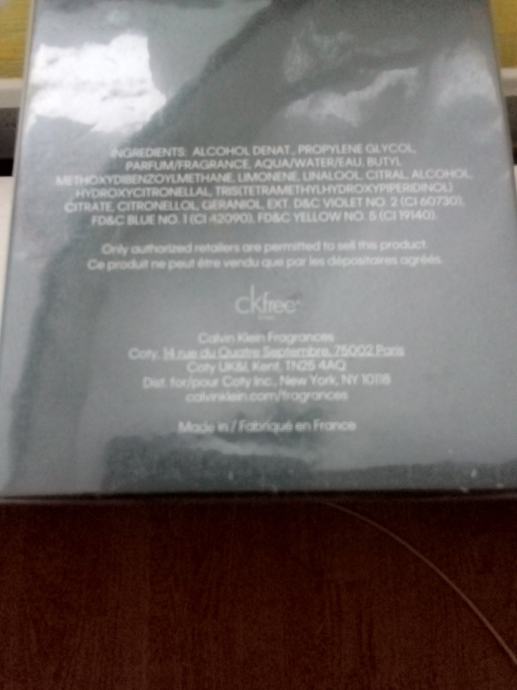 INGREDIENTS: ALCOHOL DENAT., PROPYLENE GLYCOL,
PARFUM/FRAGRANCE, AQUA/WATER/EAU, BUTYL
METHOXYDIBENZOYLMETHANE, LIMONENE, LINALOOL, CITRAL, ALCOHOL,
HYDROXYCITRONELLAL, TRIS(TETRAMETHYLHYDROXYPIPERIDINOL)
CITRATE, CITRONELLOL, GERANIOL, EXT. D&C VIOLET NO. 2 (CI 60730),
FD&C BLUE NO. 1 (CI 42090), FD&C YELLOW NO. 5 (CI 19140).
Only authorized retailers are permitted to sell this product.
Ce produit ne peut être vendu que par les dépositaires agréés.
ckfree
Calvin Klein Fragrances
Coty, 14 rue du Quatre Septembre, 75002 Paris
Coty UK&I, Kent, TN25 4AQ
Dist. for/pour Coty Inc., New York, NY 10118
calvinklein.com/fragrances
Made in / Fabriqué en France